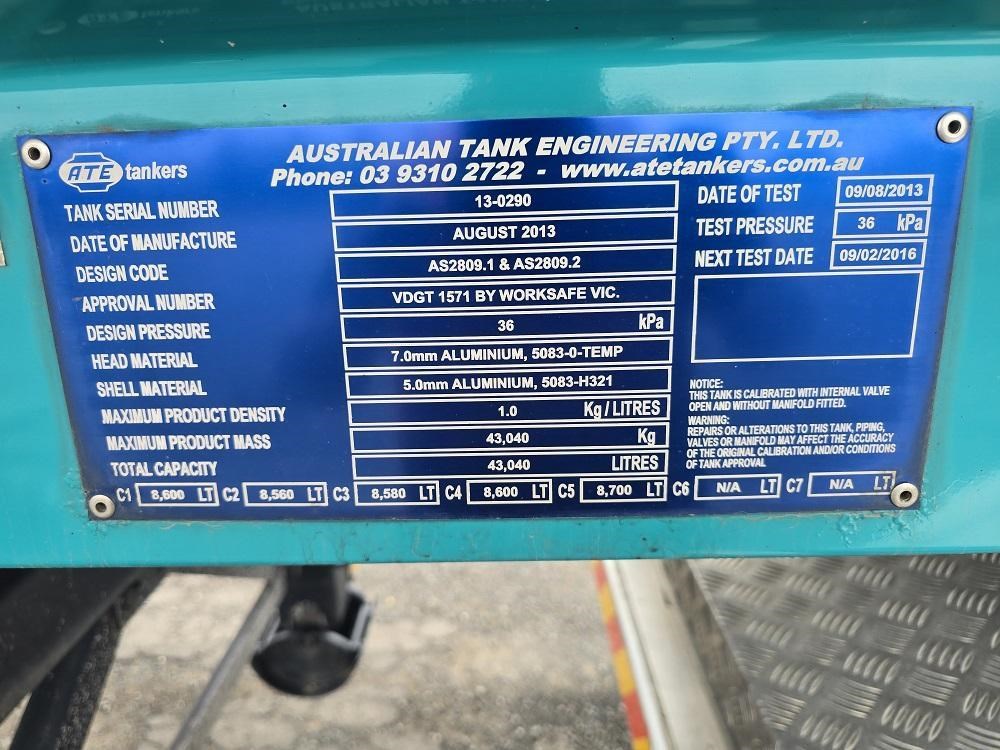 ATE tankers
AUSTRALIAN TANK ENGINEERING PTY. LTD.
Phone: 03 9310 2722 - www.atetankers.com.au
TANK SERIAL NUMBER 13-0290
DATE OF MANUFACTURE AUGUST 2013
DESIGN CODE AS2809.1 & AS2809.2
APPROVAL NUMBER VDGT 1571 BY WORKSAFE VIC.
DESIGN PRESSURE 36 kPa
HEAD MATERIAL 7.0mm ALUMINIUM, 5083-0-TEMP
SHELL MATERIAL 5.0mm ALUMINIUM, 5083-H321
MAXIMUM PRODUCT DENSITY 1.0 Kg/LITRES
MAXIMUM PRODUCT MASS 43,040 Kg
TOTAL CAPACITY 43,040 LITRES
DATE OF TEST 09/08/2013
TEST PRESSURE 36 kPa
NEXT TEST DATE 09/02/2016
NOTICE:
THIS TANK IS CALIBRATED WITH INTERNAL VALVE
OPEN AND WITHOUT MANIFOLD FITTED.
WARNING:
REPAIRS OR ALTERATIONS TO THIS TANK, PIPING,
VALVES OR MANIFOLD MAY AFFECT THE ACCURACY
OF THE ORIGINAL CALIBRATION AND/OR CONDITIONS
OF TANK APPROVAL
C1 8,600 LT C2 8,560 LT C3 8,580 LT C4 8,600 LT C5 8,700 LT C6 N/A LT C7 N/A LT